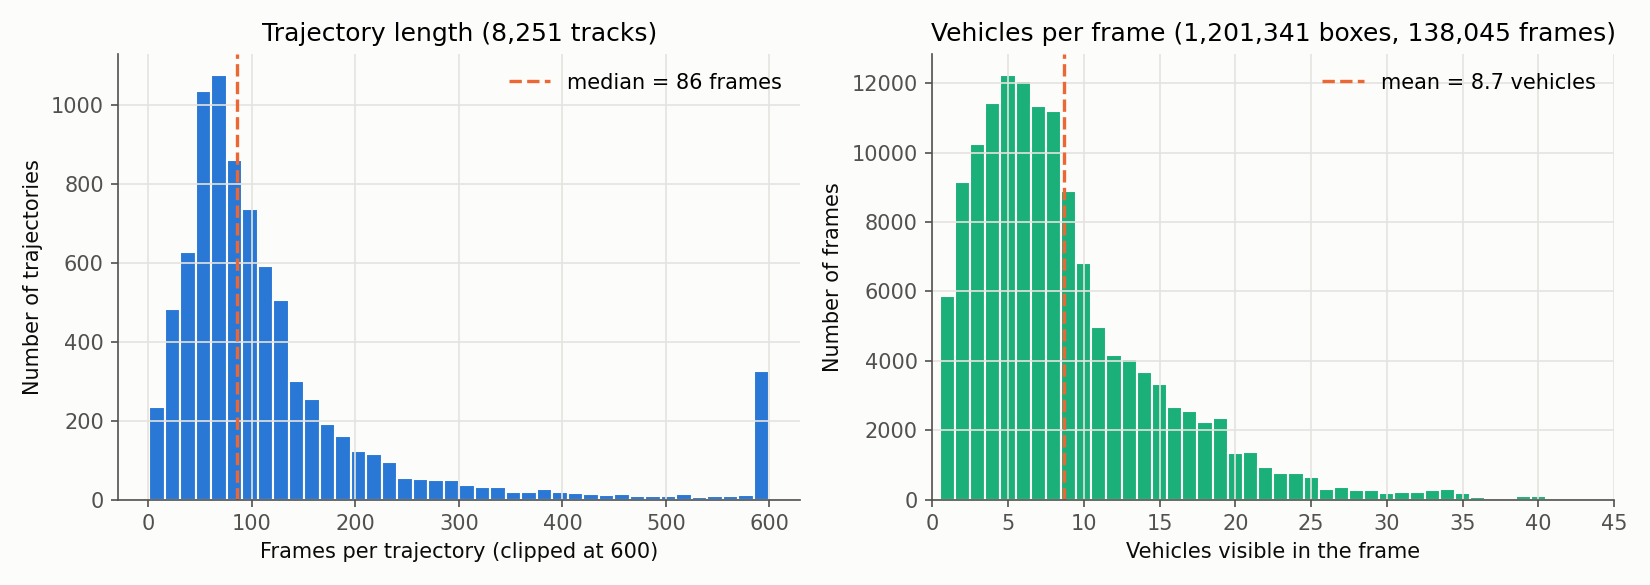 Trajectory length (8,251 tracks)
median = 86 frames
Number of trajectories
1000
800
600
400
200
0
0 100 200 300 400 500 600
Frames per trajectory (clipped at 600)
Vehicles per frame (1,201,341 boxes, 138,045 frames)
mean = 8.7 vehicles
Number of frames
12000
10000
8000
6000
4000
2000
0
0 5 10 15 20 25 30 35 40 45
Vehicles visible in the frame